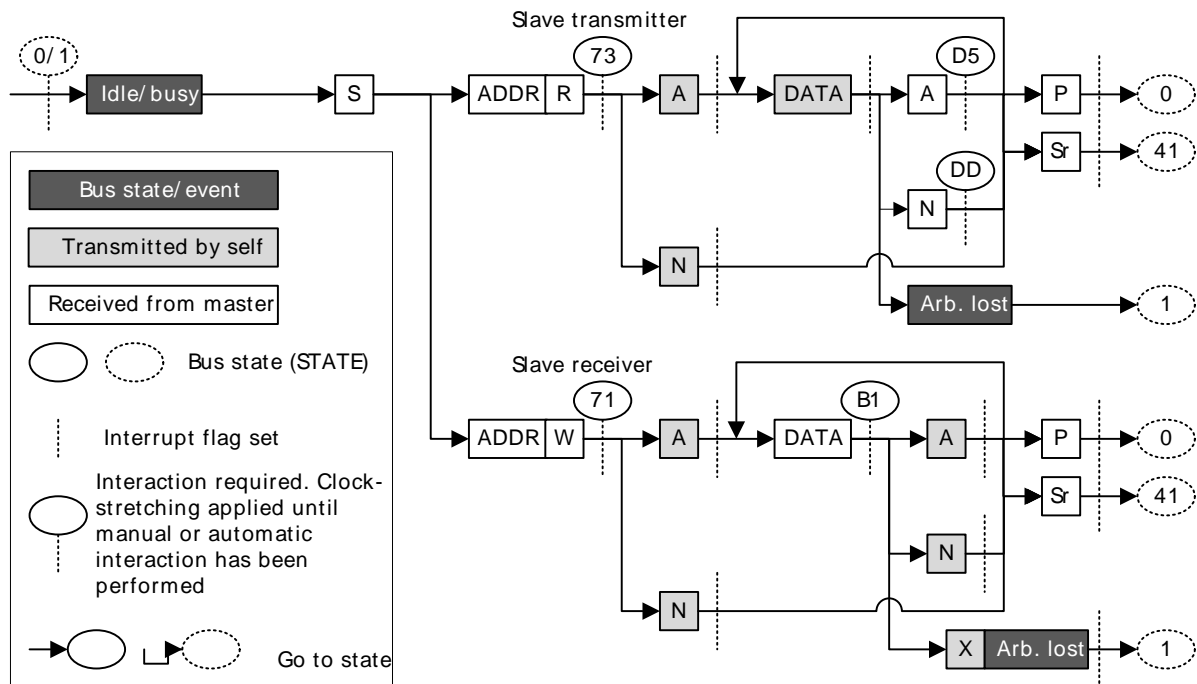 Slave transmitter
0/1
73
D5
Idle/busy
S
ADDR R
A
DATA
A
P
0
Sr
41
DD
N
N
Arb. lost
1
Bus state/event
Transmitted by self
Received from master
Bus state (STATE)
Interrupt flag set
Interaction required. Clock-
stretching applied until
manual or automatic
interaction has been
performed
Go to state
Slave receiver
71
B1
ADDR W
A
DATA
A
P
0
Sr
41
N
N
X Arb. lost
1